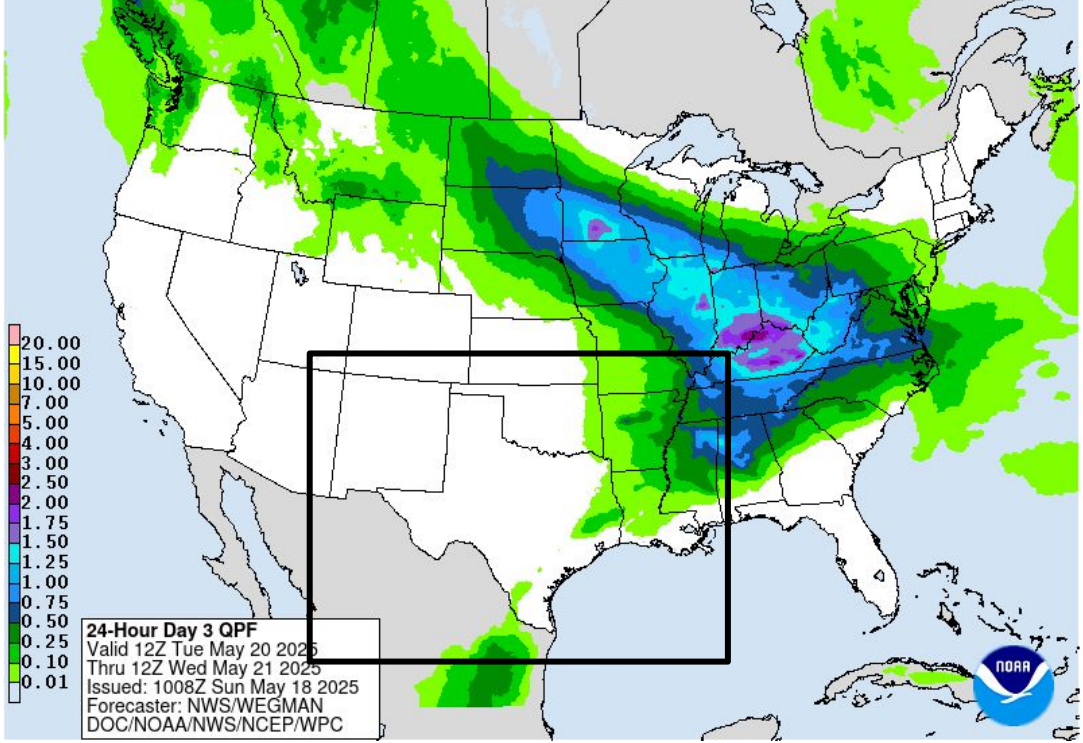 20.00
15.00
10.00
7.00
5.00
4.00
3.00
2.50
2.00
1.75
1.50
1.25
1.00
0.75
0.50
0.25
0.10
0.01
24-Hour Day 3 QPF
Valid 12Z Tue May 20 2025
Thru 12Z Wed May 21 2025
Issued: 1008Z Sun May 18 2025
Forecaster: NWS/WEGMAN
DOC/NOAA/NWS/NCEP/WPC
NOAA